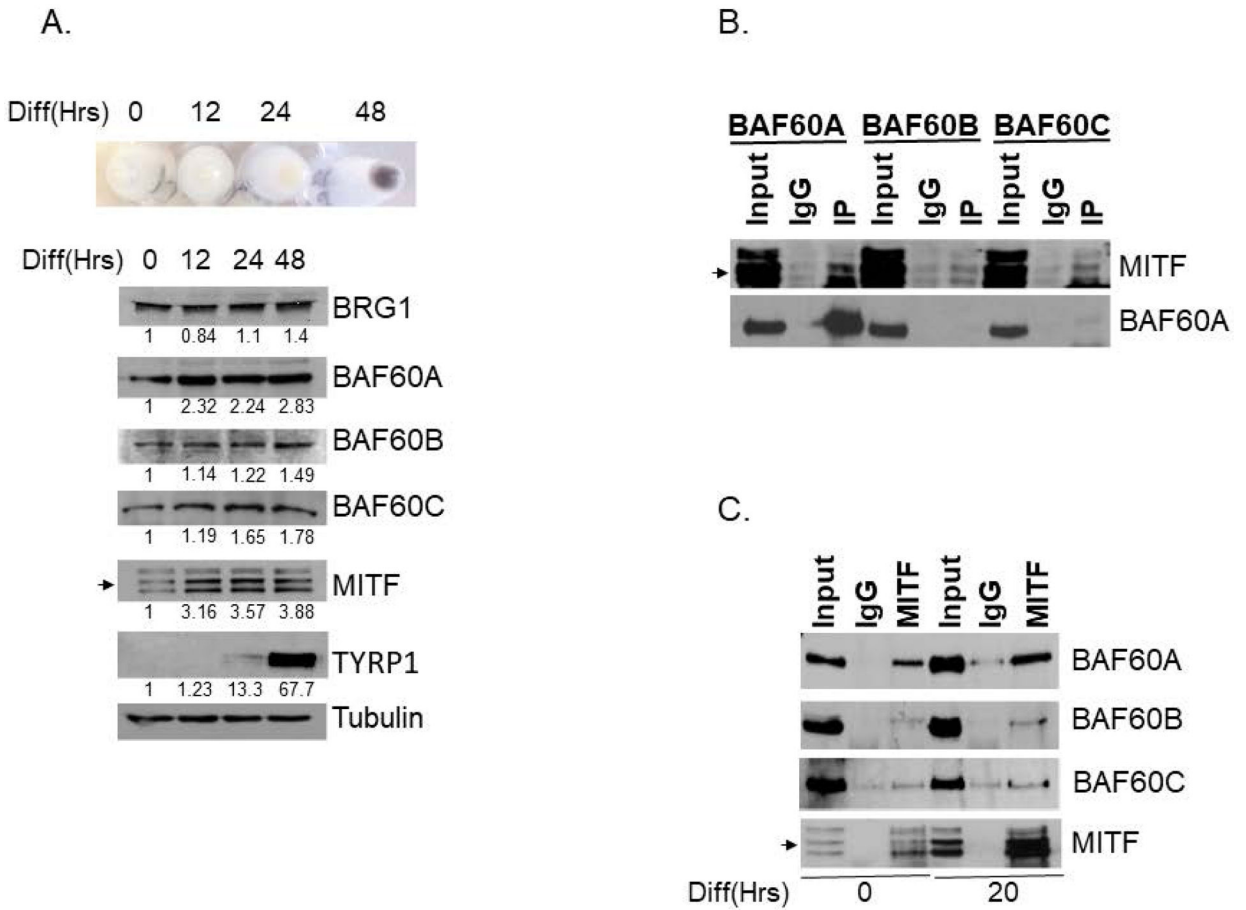 A.
Diff(Hrs) 0 12 24 48
Diff(Hrs) 0 12 24 48
BRG1
1 0.84 1.1 1.4
BAF60A
1 2.32 2.24 2.83
BAF60B
1 1.14 1.22 1.49
BAF60C
1 1.19 1.65 1.78
MITF
1 3.16 3.57 3.88
TYRP1
1 1.23 13.3 67.7
Tubulin
B.
BAF60A BAF60B BAF60C
Input IgG IP Input IgG IP Input IgG IP
MITF
BAF60A
C.
Input IgG MITF Input IgG MITF
BAF60A
BAF60B
BAF60C
MITF
Diff(Hrs) 0 20